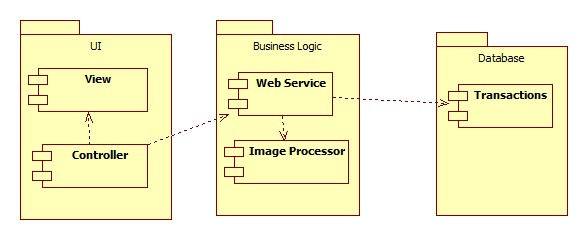 UI
View
Controller
Business Logic
Web Service
Image Processor
Database
Transactions